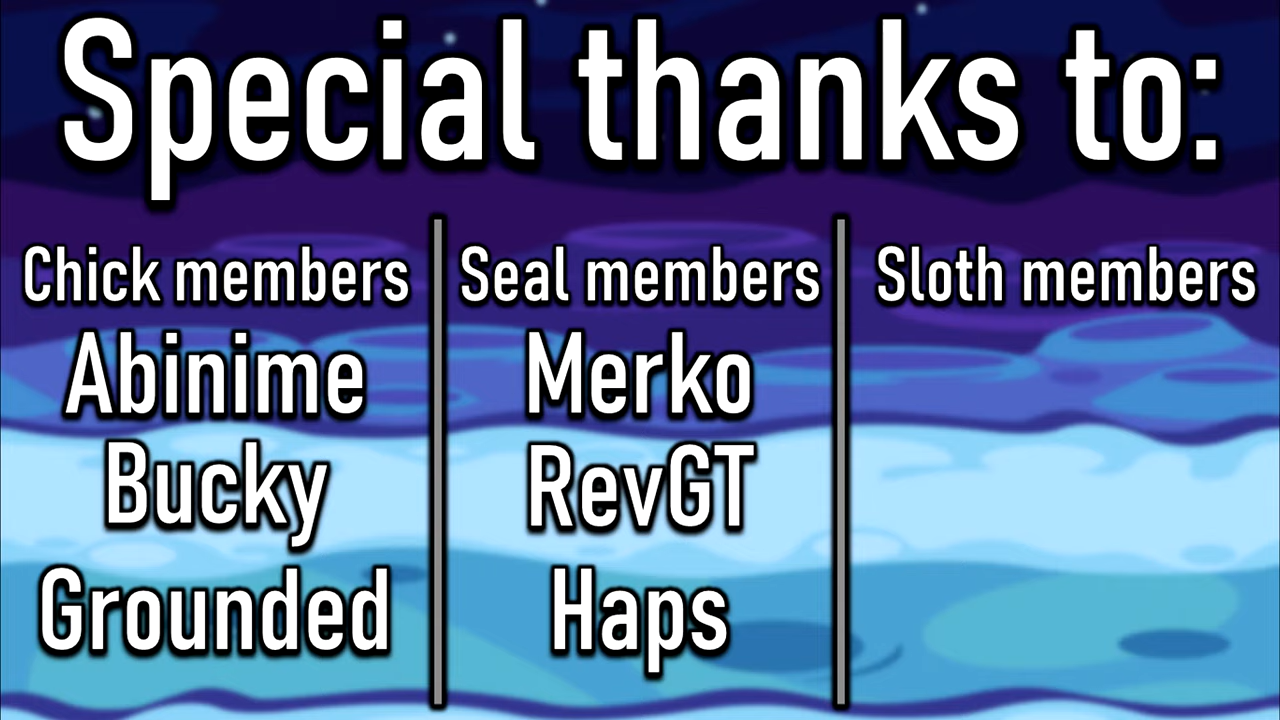 Special thanks to:
Chick members
Abinime
Bucky
Grounded
Seal members
Merko
RevGT
Haps
Sloth members